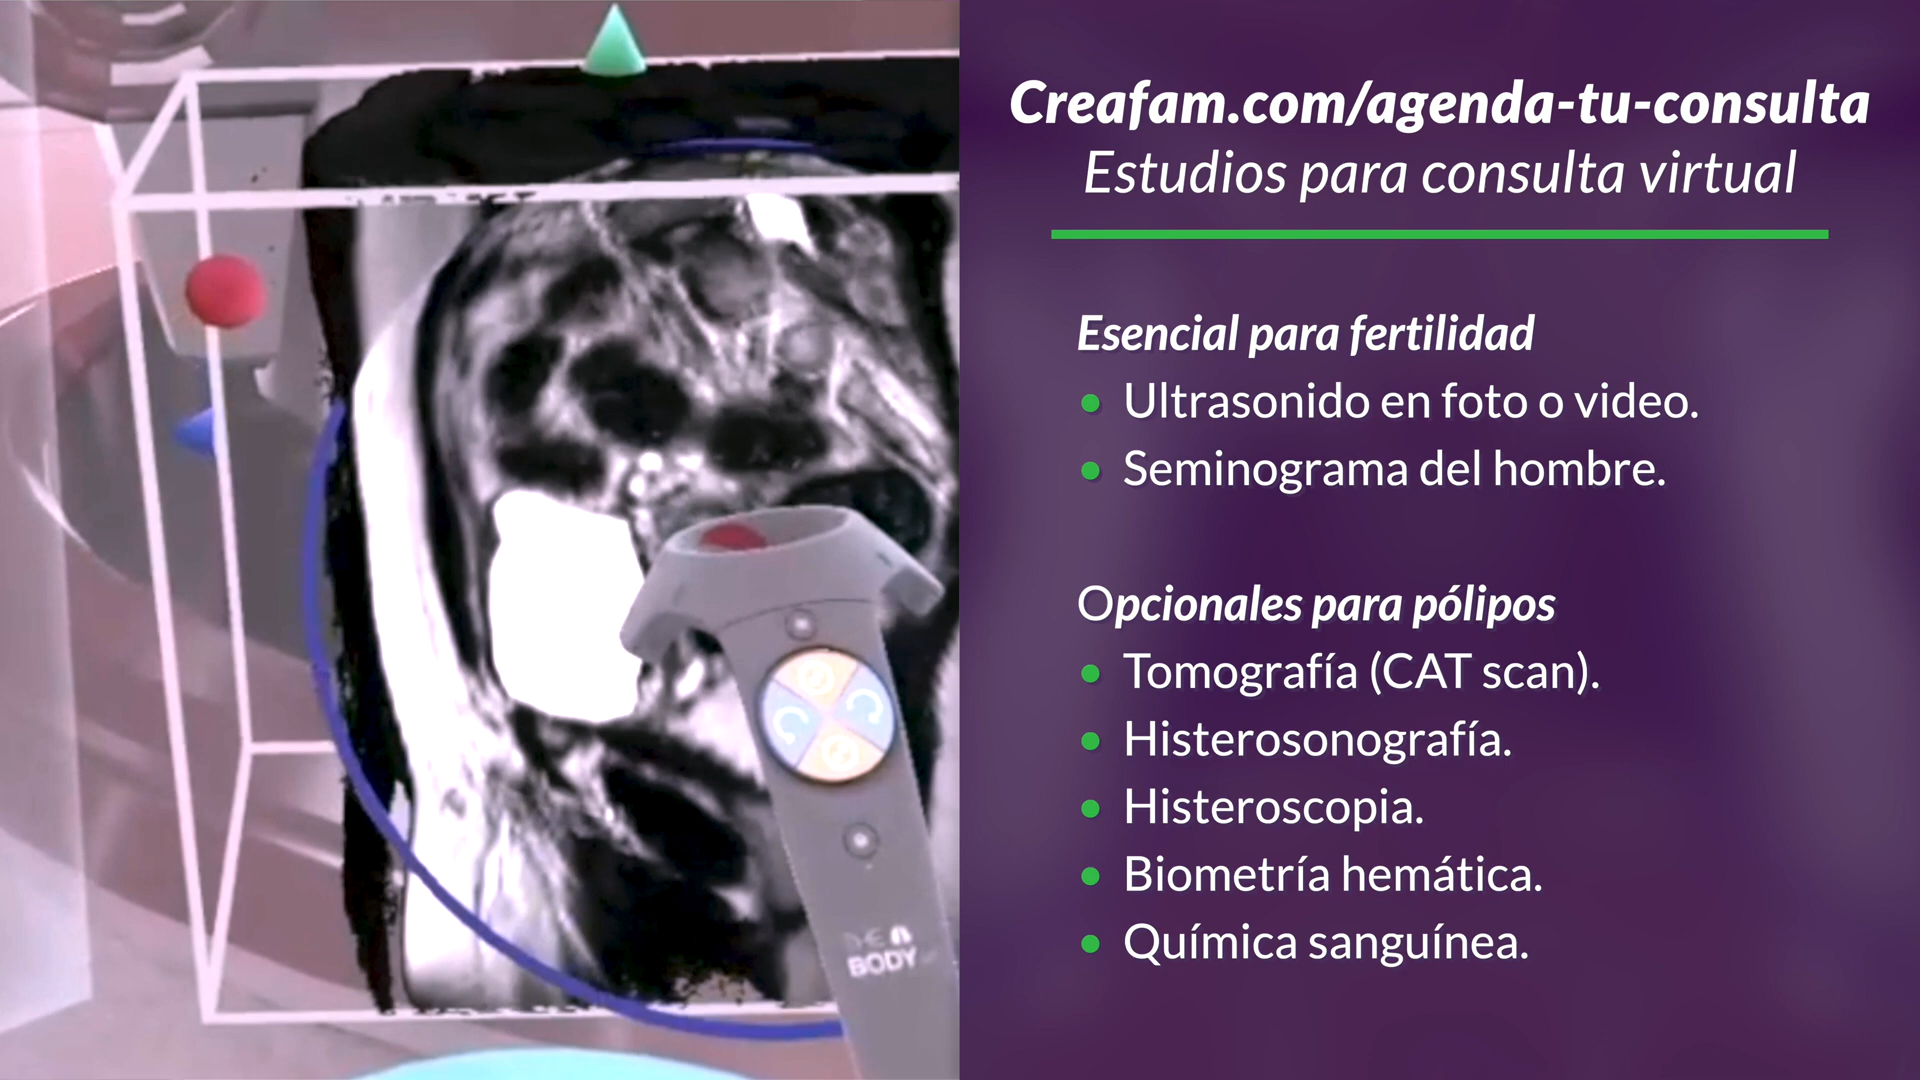 Creafam.com/agenda-tu-consulta
Estudios para consulta virtual
Esencial para fertilidad
Ultrasonido en foto o video.
Seminograma del hombre.
Opcionales para pólipos
Tomografía (CAT scan).
Histerosonografía.
Histeroscopia.
Biometría hemática.
Química sanguínea.
THE
BODY